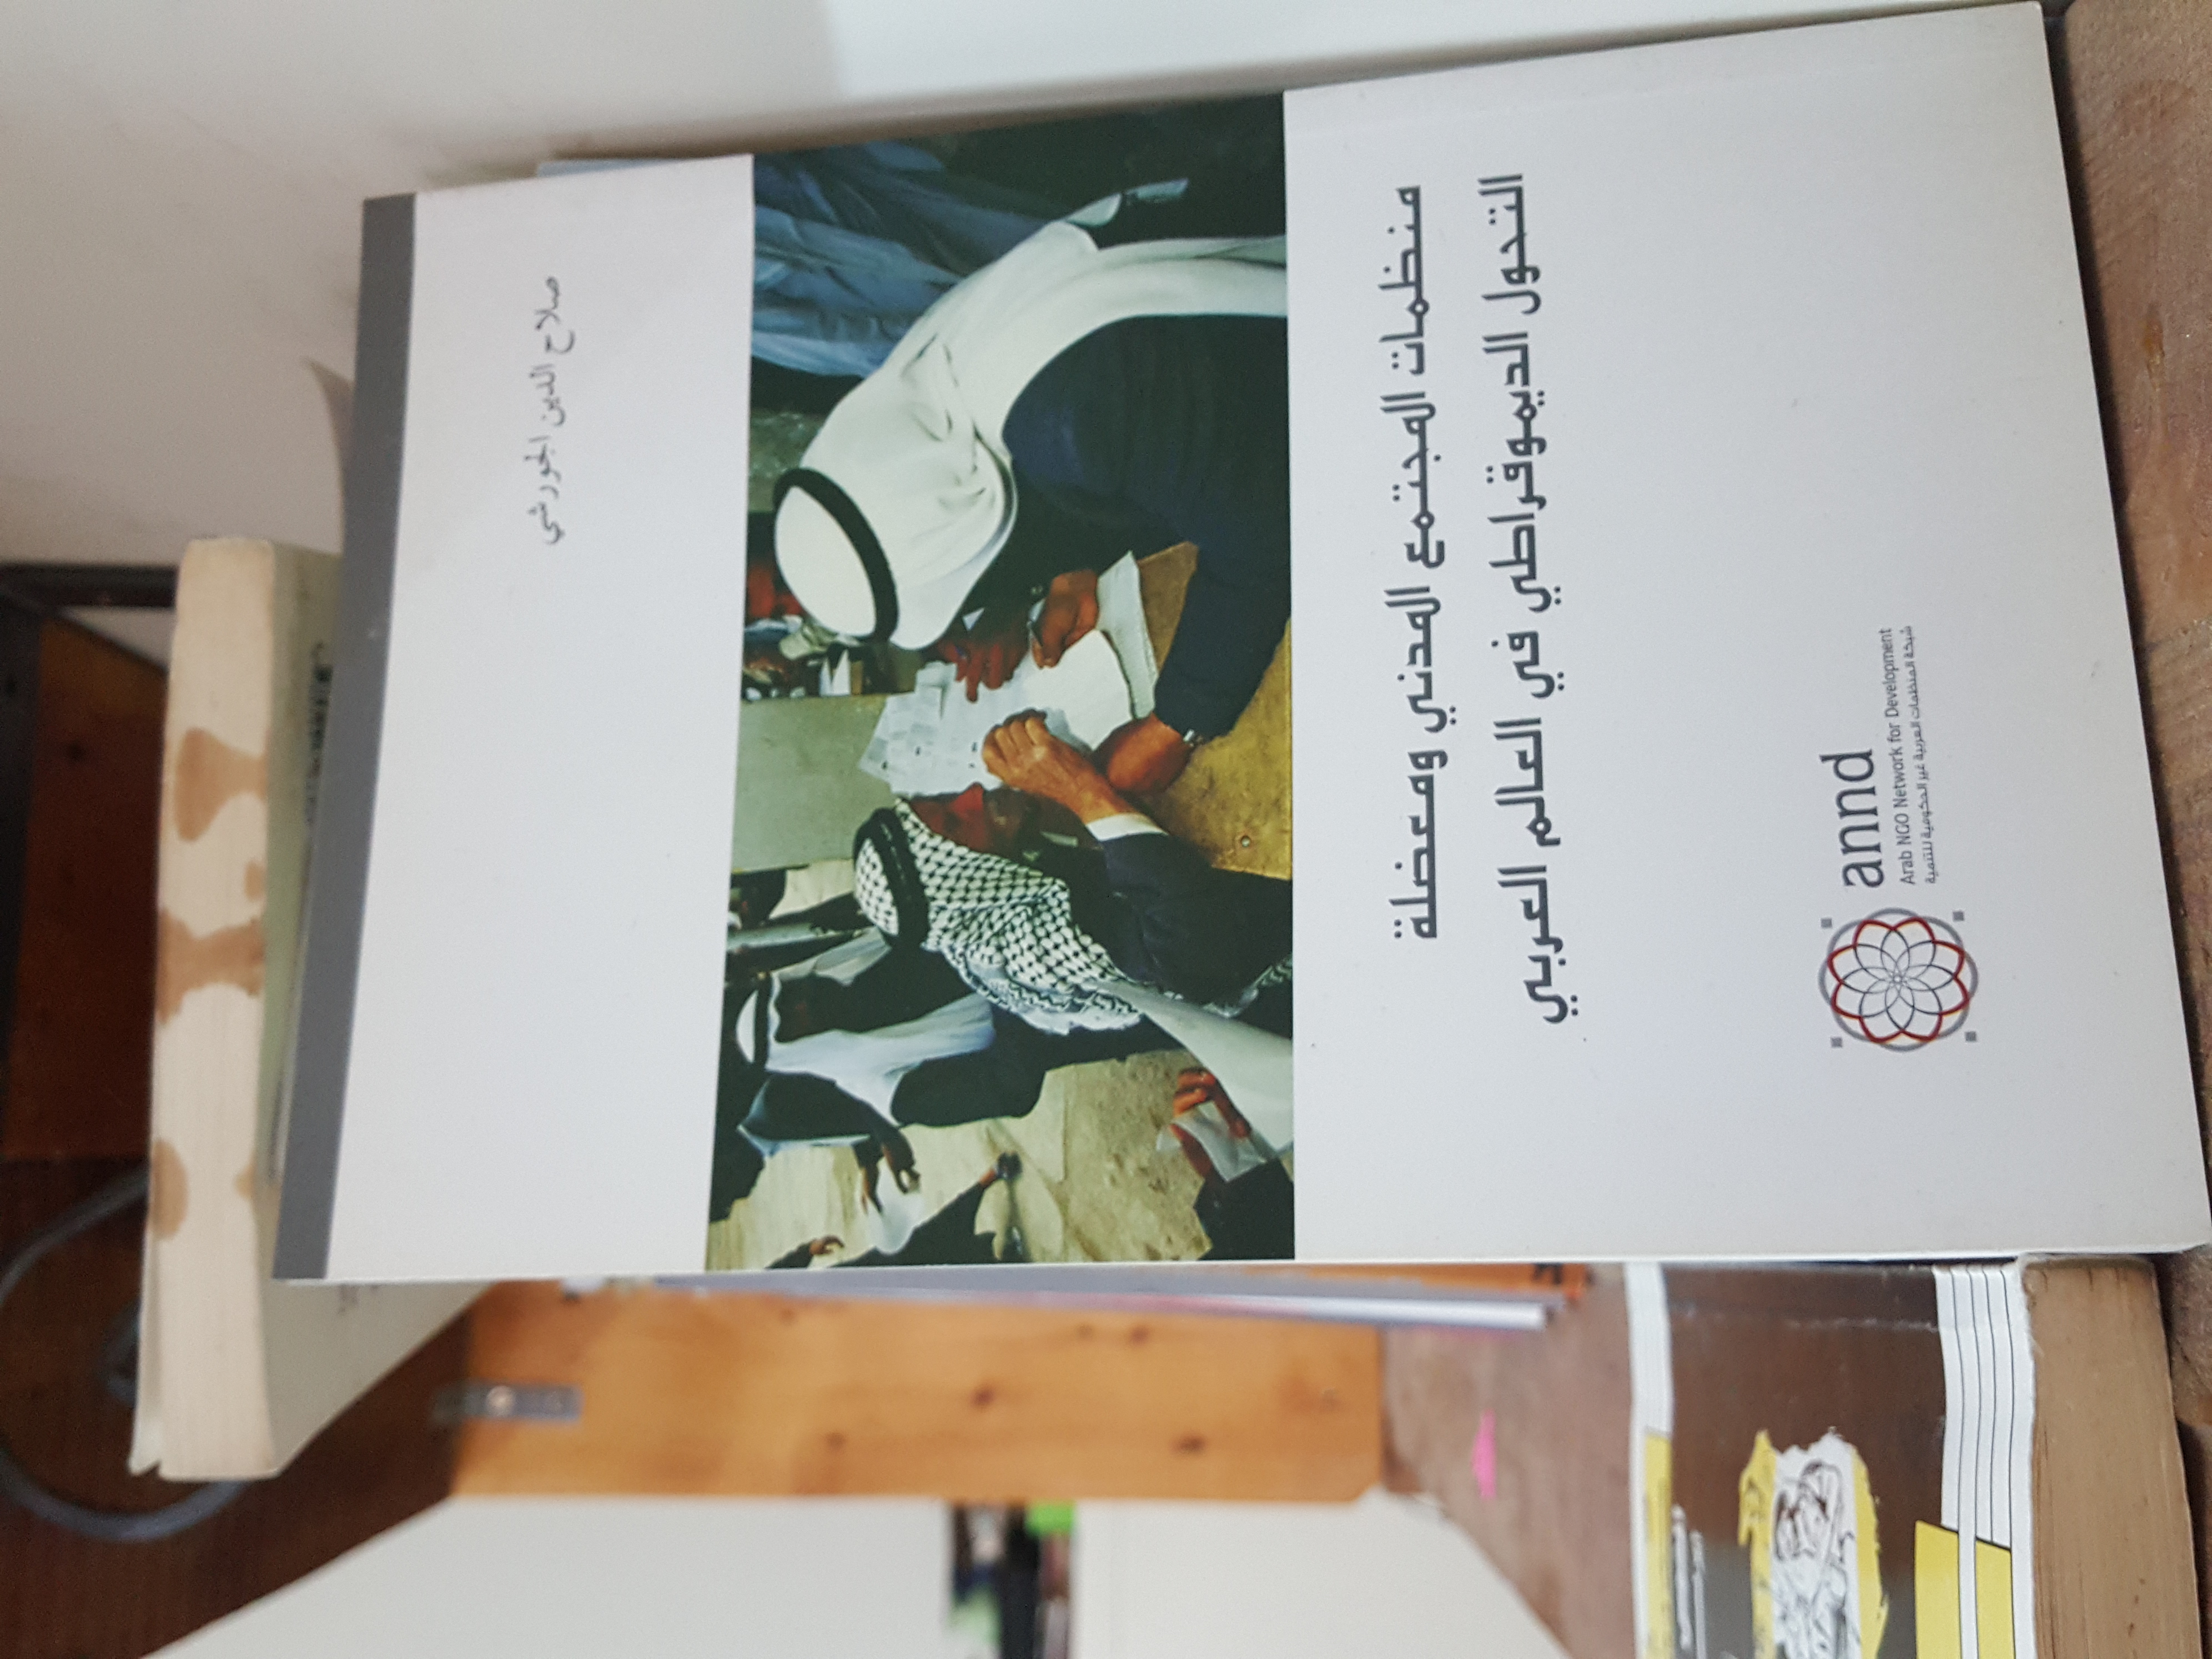 صلاح الدين الجورشي
منظمات المجتمع المدني ومعضلة
التحول الديموقراطي في العالم العربي
annd
Arab NGO Network for Development
شبكة المنظمات العربية غير الحكومية للتنمية